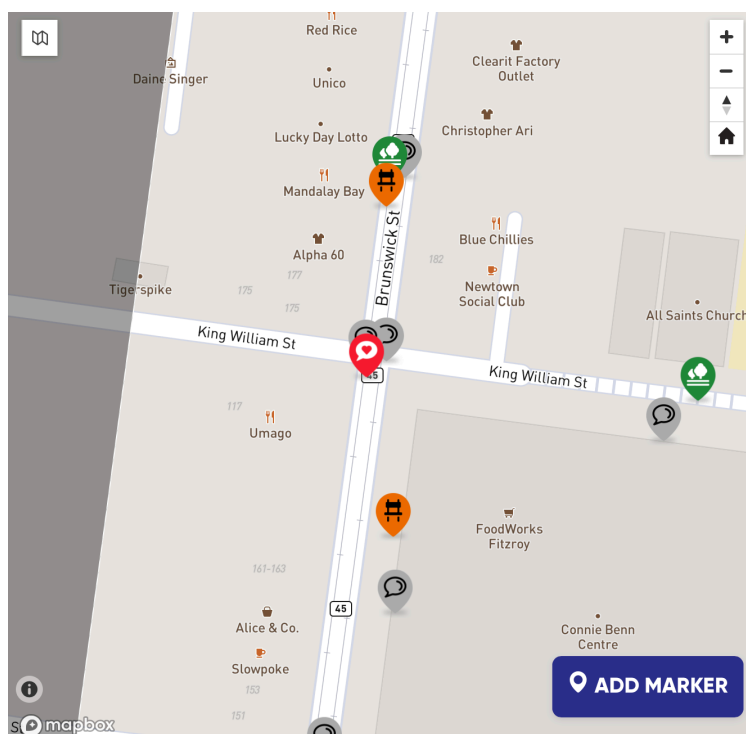 Red Rice
Clearit Factory
Outlet
Daine Singer
Unico
Lucky Day Lotto
Christopher Ari
Mandalay Bay
Brunswick St
Blue Chillies
Alpha 60
182
177
Tigerspike
175
Newtown
Social Club
175
All Saints Church
King William St
King William St
45
117
Umago
FoodWorks
Fitzroy
161-163
45
Alice & Co.
Connie Benn
Centre
Slowpoke
153
ADD MARKER
151
mapbox